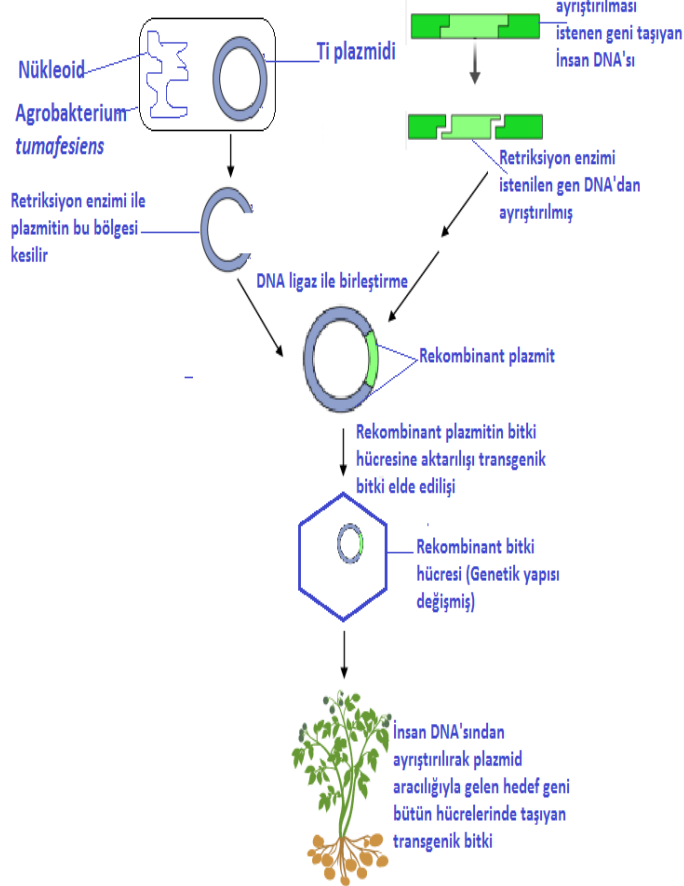 Nükleoid
Agrobakterium
tumafesiens
Ti plazmidi
ayrıştırılması
istenen geni taşıyan
İnsan DNA'sı
Retriksiyon enzimi
istenilen gen DNA'dan
ayrıştırılmış
Retriksiyon enzimi ile
plazmitin bu bölgesi
kesilir
DNA ligaz ile birleştirme
Rekombinant plazmit
Rekombinant plazmitin bitki
hücresine aktarılışı transgenik
bitki elde edilişi
Rekombinant bitki
hücresi (Genetik yapısı
değişmiş)
İnsan DNA'sından
ayrıştırılırak plazmid
aracılığıyla gelen hedef geni
bütün hücrelerinde taşıyan
transgenik bitki